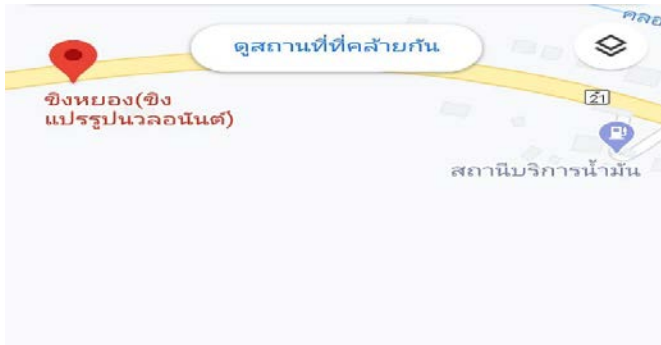 ดูสถานที่ที่คล้ายกัน
21
ขิงหยอง(ขิง
แปรรูปนวลอนันต์)
สถานีบริการน้ำมัน